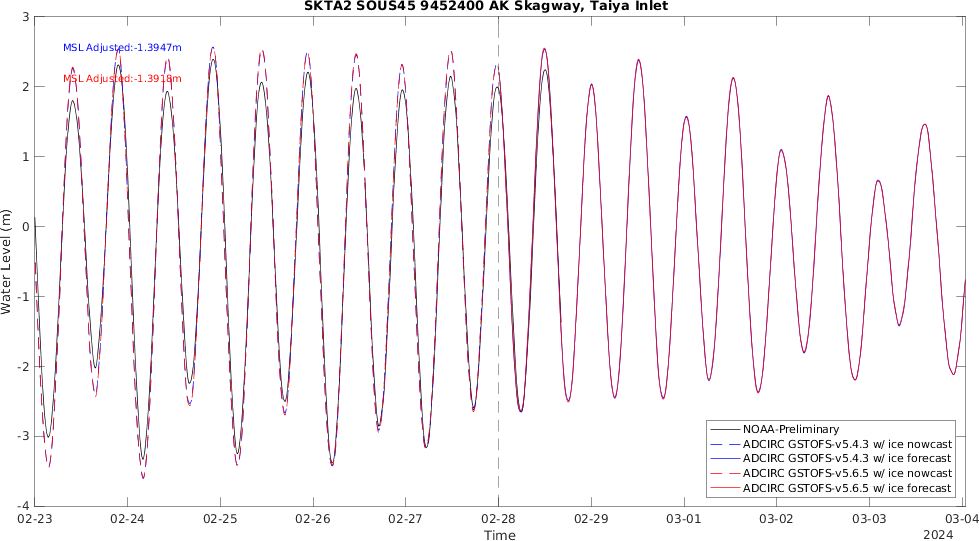 SKTA2 SOUS45 9452400 AK Skagway, Taiya Inlet
3
MSL Adjusted:-1.3947m
MSL Adjusted:-1.3918m
2
1
0
-1
-2
-3
-4
Water Level (m)
NOAA-Preliminary
ADCIRC GSTOFS-v5.4.3 w/ ice nowcast
ADCIRC GSTOFS-v5.4.3 w/ ice forecast
ADCIRC GSTOFS-v5.6.5 w/ ice nowcast
ADCIRC GSTOFS-v5.6.5 w/ ice forecast
02-23 02-24 02-25 02-26 02-27 02-28 02-29 03-01 03-02 03-03 03-04
Time
2024